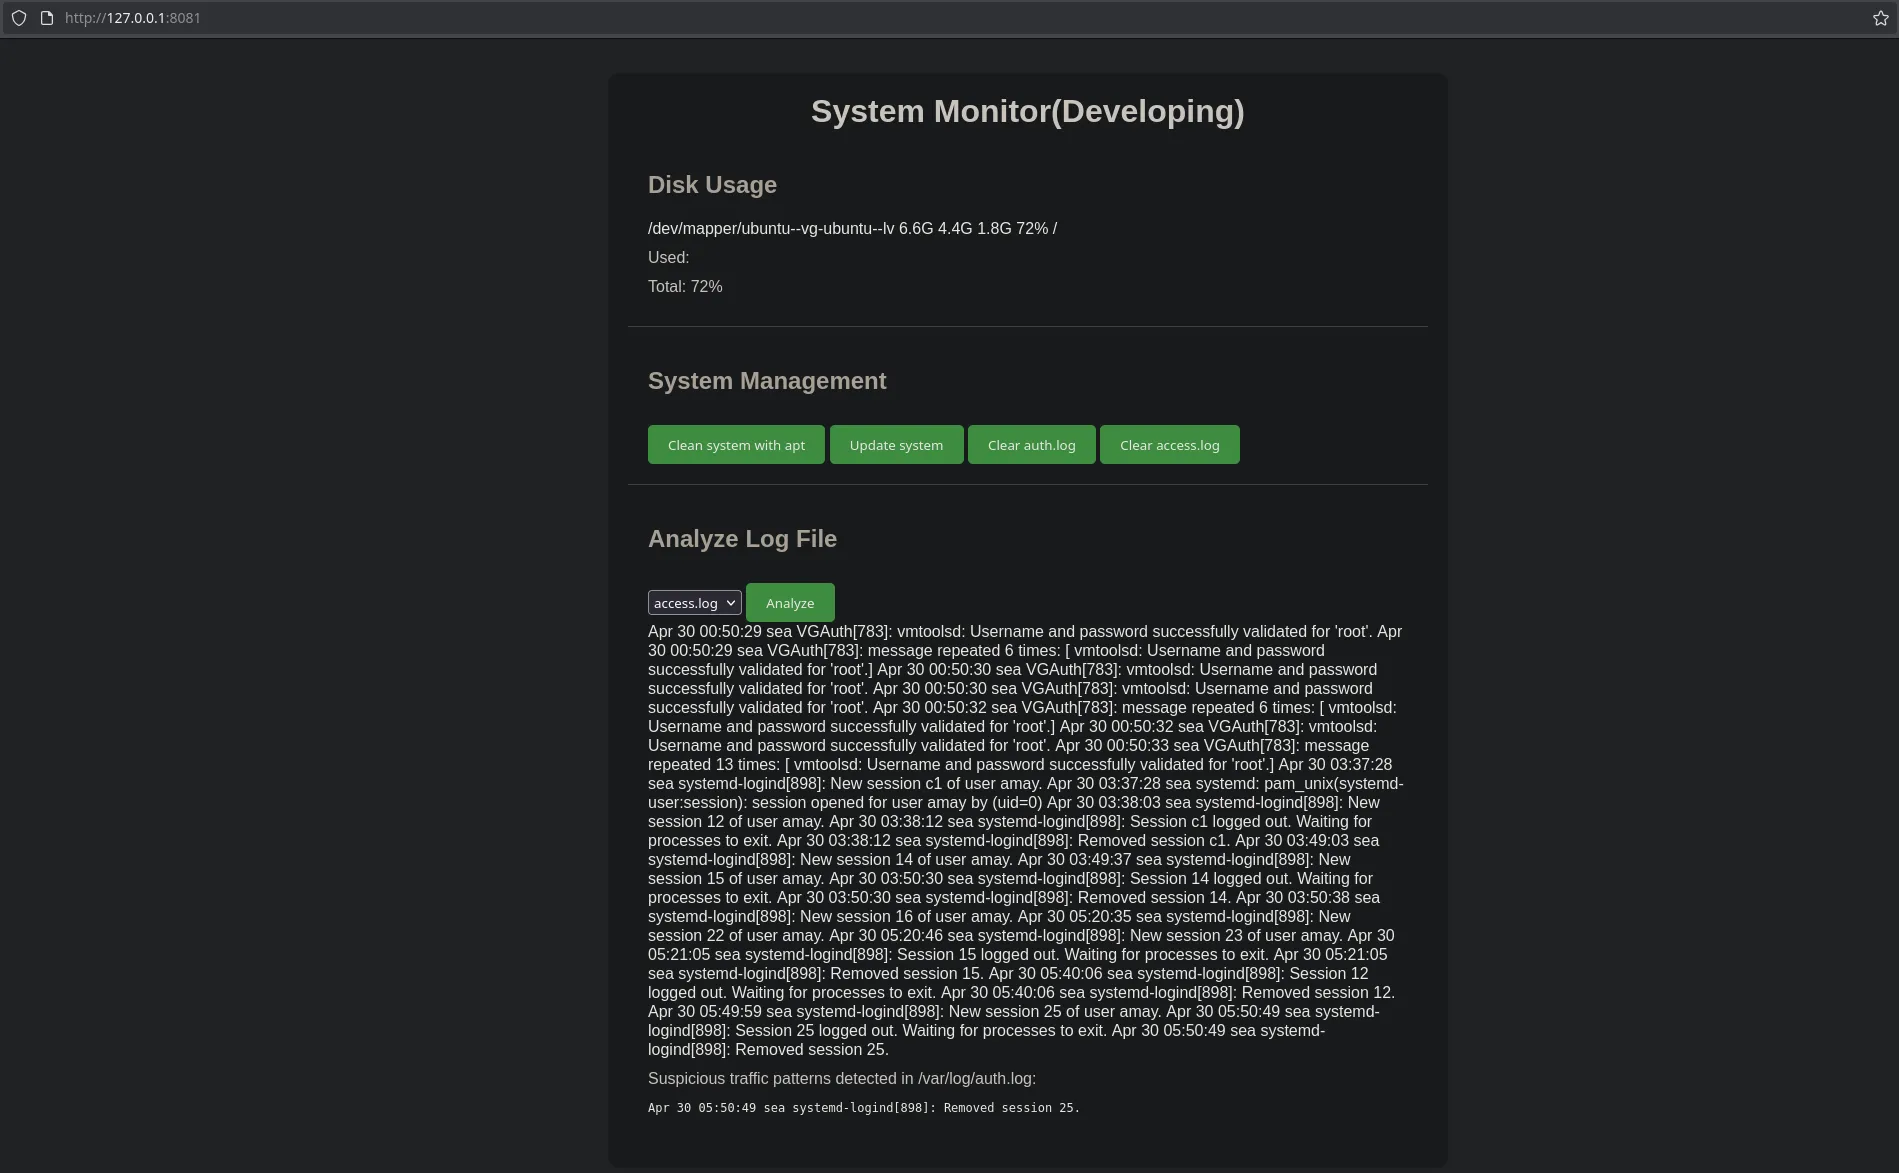 http://127.0.0.1:8081
System Monitor(Developing)
Disk Usage
/dev/mapper/ubuntu--vg-ubuntu--lv 6.6G 4.4G 1.8G 72% /
Used:
Total: 72%
System Management
Clean system with apt
Update system
Clear auth.log
Clear access.log
Analyze Log File
access.log
Analyze
Apr 30 00:50:29 sea VGAuth[783]: vmtoolsd: Username and password successfully validated for 'root'. Apr
30 00:50:29 sea VGAuth[783]: message repeated 6 times: [ vmtoolsd: Username and password
successfully validated for 'root'.] Apr 30 00:50:30 sea VGAuth[783]: vmtoolsd: Username and password
successfully validated for 'root'. Apr 30 00:50:30 sea VGAuth[783]: vmtoolsd: Username and password
successfully validated for 'root'. Apr 30 00:50:32 sea VGAuth[783]: message repeated 6 times: [ vmtoolsd:
Username and password successfully validated for 'root'.] Apr 30 00:50:32 sea VGAuth[783]: vmtoolsd:
Username and password successfully validated for 'root'. Apr 30 00:50:33 sea VGAuth[783]: message
repeated 13 times: [ vmtoolsd: Username and password successfully validated for 'root'.] Apr 30 03:37:28
sea systemd-logind[898]: New session c1 of user amay. Apr 30 03:37:28 sea systemd: pam_unix(systemd-
user:session): session opened for user amay by (uid=0) Apr 30 03:38:03 sea systemd-logind[898]: New
session 12 of user amay. Apr 30 03:38:12 sea systemd-logind[898]: Session c1 logged out. Waiting for
processes to exit. Apr 30 03:38:12 sea systemd-logind[898]: Removed session c1. Apr 30 03:49:03 sea
systemd-logind[898]: New session 14 of user amay. Apr 30 03:49:37 sea systemd-logind[898]: New
session 15 of user amay. Apr 30 03:50:30 sea systemd-logind[898]: Session 14 logged out. Waiting for
processes to exit. Apr 30 03:50:30 sea systemd-logind[898]: Removed session 14. Apr 30 03:50:38 sea
systemd-logind[898]: New session 16 of user amay. Apr 30 05:20:35 sea systemd-logind[898]: New
session 22 of user amay. Apr 30 05:20:46 sea systemd-logind[898]: New session 23 of user amay. Apr 30
05:21:05 sea systemd-logind[898]: Session 15 logged out. Waiting for processes to exit. Apr 30 05:21:05
sea systemd-logind[898]: Removed session 15. Apr 30 05:40:06 sea systemd-logind[898]: Session 12
logged out. Waiting for processes to exit. Apr 30 05:40:06 sea systemd-logind[898]: Removed session 12.
Apr 30 05:49:59 sea systemd-logind[898]: New session 25 of user amay. Apr 30 05:50:49 sea systemd-
logind[898]: Session 25 logged out. Waiting for processes to exit. Apr 30 05:50:49 sea systemd-
logind[898]: Removed session 25.
Suspicious traffic patterns detected in /var/log/auth.log:
Apr 30 05:50:49 sea systemd-logind[898]: Removed session 25.